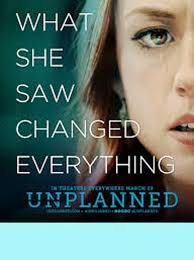 WHAT
SHE
SAW
CHANGED
EVERYTHING
IN THEATERS EVERYWHERE MARCH 29
UNPLANNED